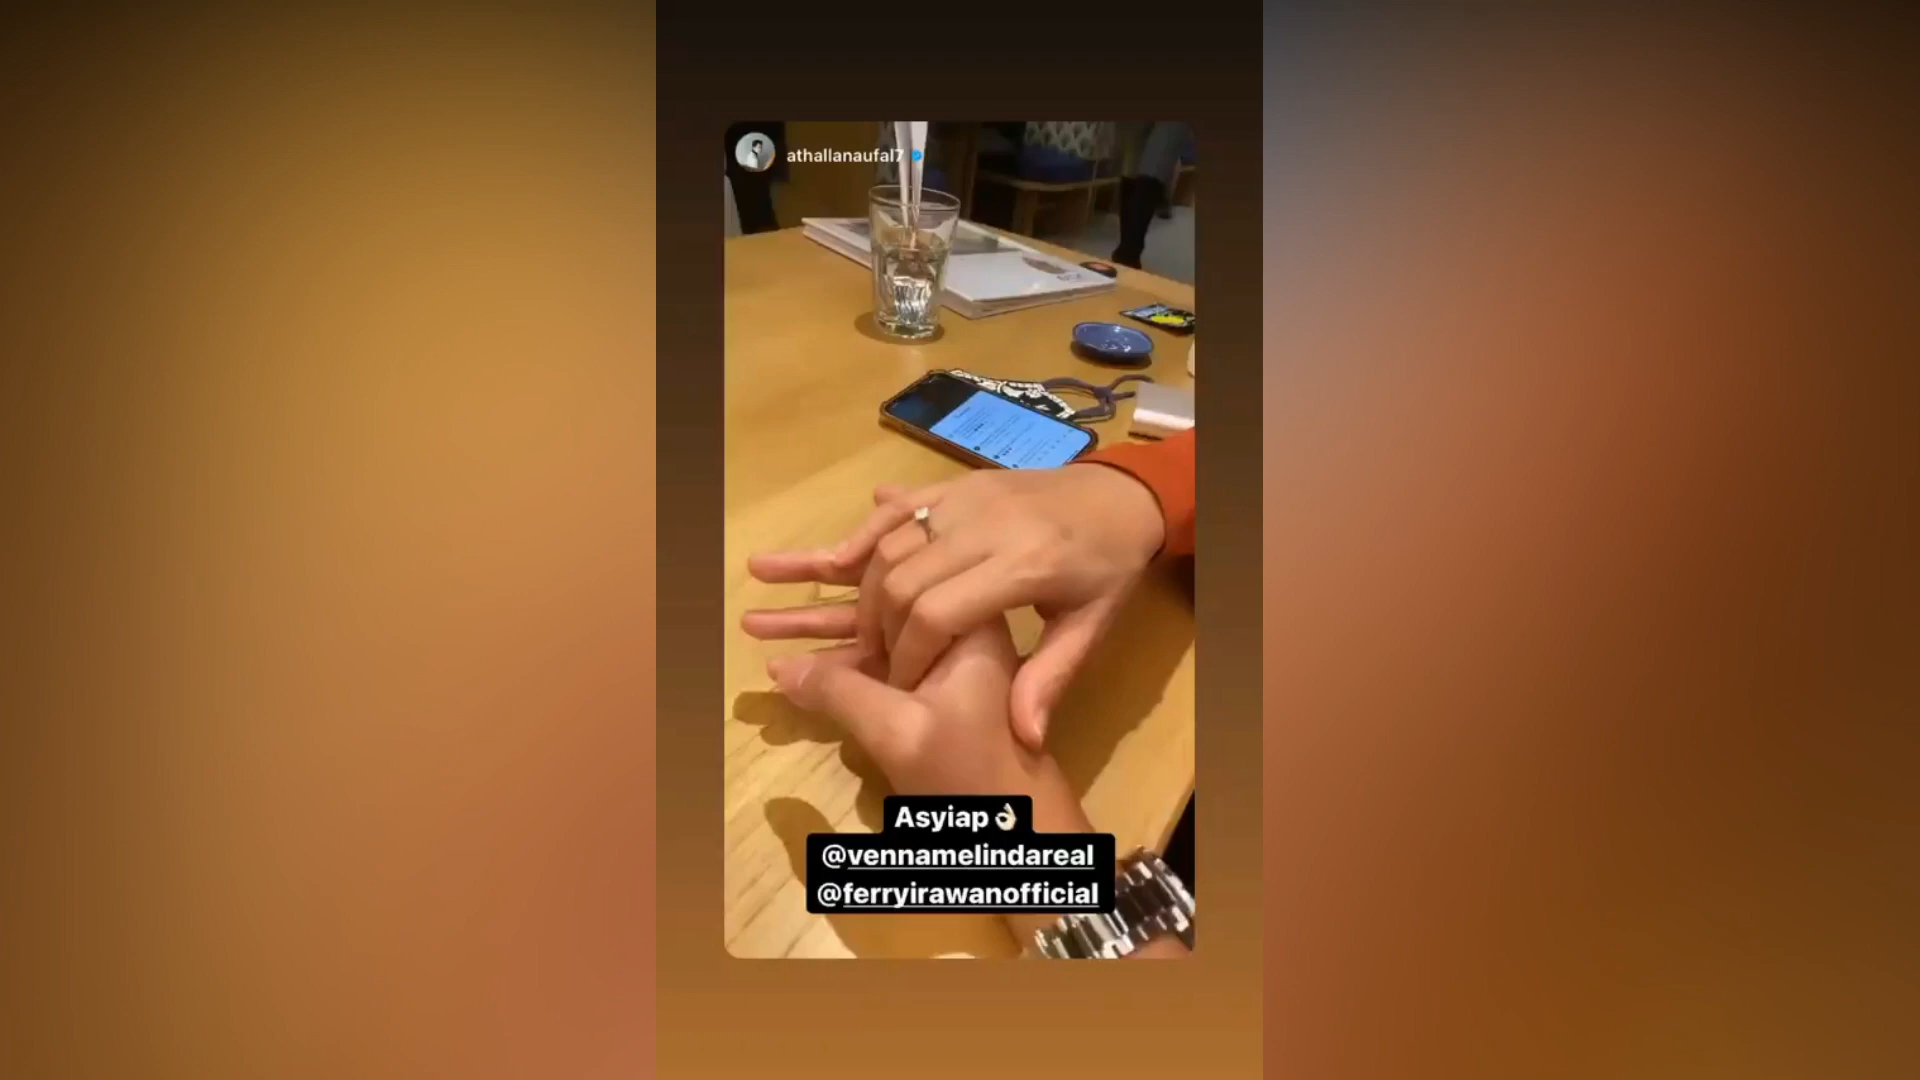 athallanaufal7
Asyiap👌🏻
@vennamelindareal
@ferryirawanofficial